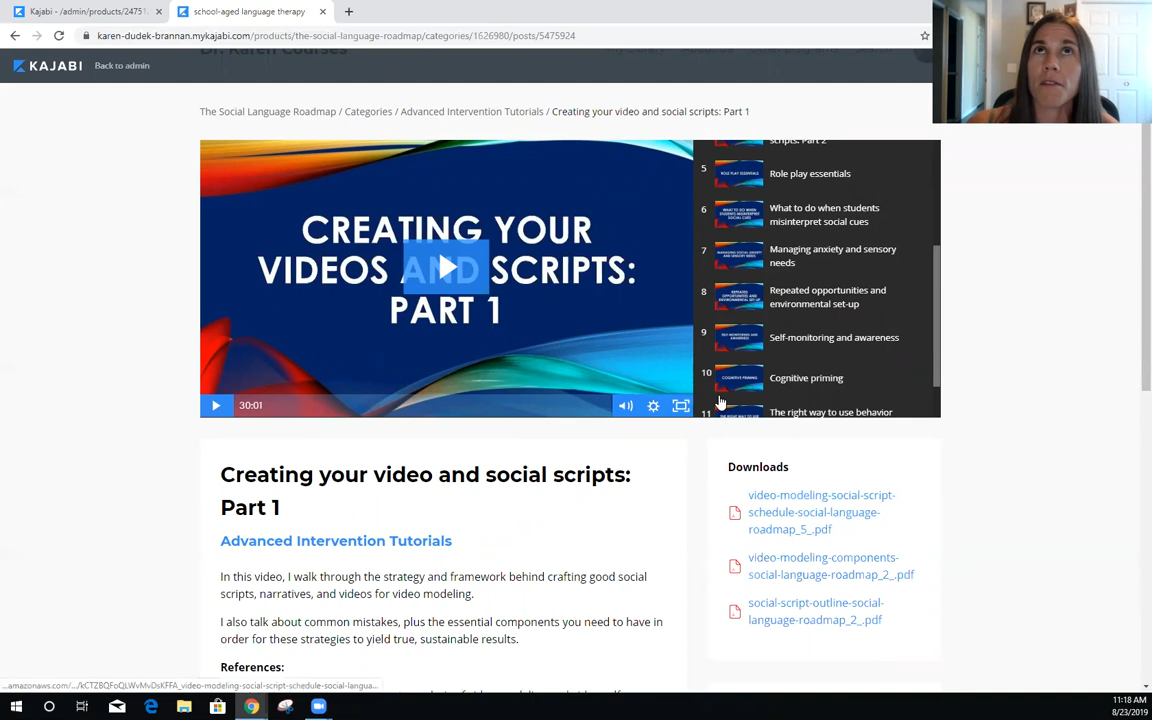 Kajabi - /admin/products/24751
school-aged language therapy
karen-dudek-brannan.mykajabi.com/products/the-social-language-roadmap/categories/1626980/posts/5475924
Dr. Karen Courses
KAJABI
Back to admin
The Social Language Roadmap / Categories / Advanced Intervention Tutorials / Creating your video and social scripts: Part 1
CREATING YOUR
VIDEOS AND SCRIPTS:
PART 1
30:01
scripts: Part 2
5
ROLE PLAY ESSENTIALS
Role play essentials
6
What to do when students
misinterpret social cues
7
Managing anxiety and sensory
needs
8
Repeated opportunities and
environmental set-up
9
Self-monitoring and awareness
10
COGNITIVE PRIMING
Cognitive priming
11
The right way to use behavior
Creating your video and social scripts:
Part 1
Advanced Intervention Tutorials
In this video, I walk through the strategy and framework behind crafting good social
scripts, narratives, and videos for video modeling.
I also talk about common mistakes, plus the essential components you need to have in
order for these strategies to yield true, sustainable results.
References:
Downloads
video-modeling-social-script-
schedule-social-language-
roadmap_5_.pdf
video-modeling-components-
social-language-roadmap_2_.pdf
social-script-outline-social-
language-roadmap_2_.pdf
11:18 AM
8/23/2019